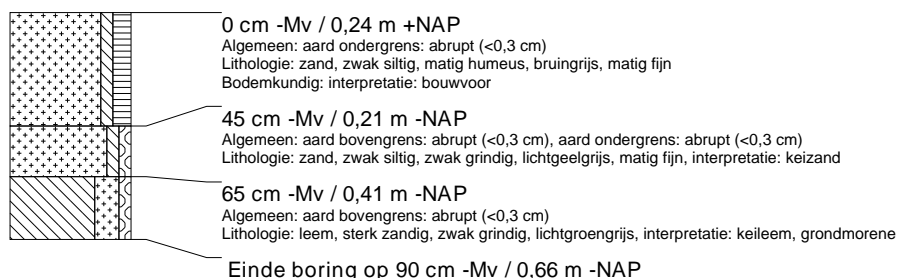 0 cm -Mv / 0,24 m +NAP
Algemeen: aard ondergrens: abrupt (<0,3 cm)
Lithologie: zand, zwak siltig, matig humeus, bruingrijs, matig fijn
Bodemkundig: interpretatie: bouwvoor
45 cm -Mv / 0,21 m -NAP
Algemeen: aard bovengrens: abrupt (<0,3 cm), aard ondergrens: abrupt (<0,3 cm)
Lithologie: zand, zwak siltig, zwak grindig, lichtgeelgrijs, matig fijn, interpretatie: keizand
65 cm -Mv / 0,41 m -NAP
Algemeen: aard bovengrens: abrupt (<0,3 cm)
Lithologie: leem, sterk zandig, zwak grindig, lichtgroengrijs, interpretatie: keileem, grondmorene
Einde boring op 90 cm -Mv / 0,66 m -NAP